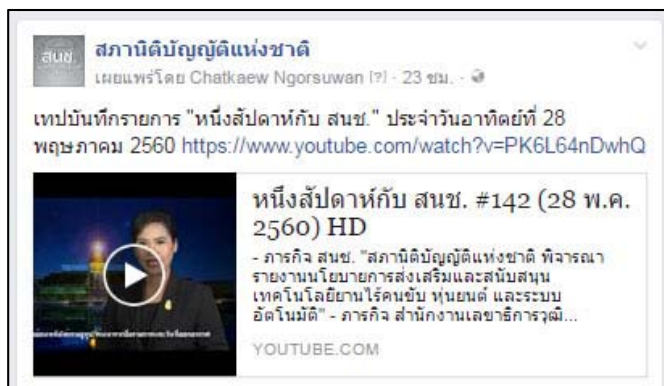 สนช.
สภานิติบัญญัติแห่งชาติ
เผยแพร่โดย Chatkaew Ngorsuwan [?] · 23 ชม. ·
เทปบันทึกรายการ "หนึ่งสัปดาห์กับ สนช." ประจำวันอาทิตย์ที่ 28
พฤษภาคม 2560 https://www.youtube.com/watch?v=PK6L64nDwhQ
หนึ่งสัปดาห์กับ สนช. #142 (28 พ.ค.
2560) HD
- ภารกิจ สนช. "สภานิติบัญญัติแห่งชาติ พิจารณา
รายงานนโยบายการส่งเสริมและสนับสนุน
เทคโนโลยียานไร้คนขับ หุ่นยนต์ และระบบ
อัตโนมัติ" - ภารกิจ สำนักงานเลขาธิการวุฒิ...
YOUTUBE.COM